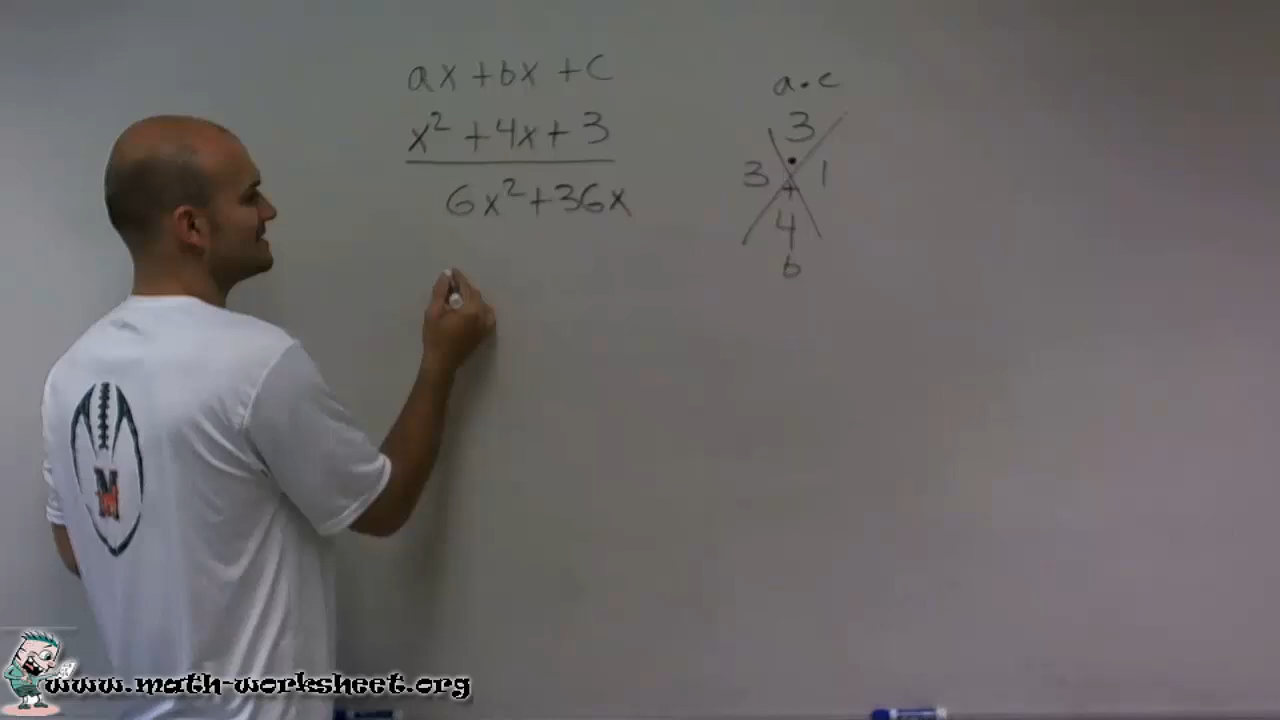 ax + bx + c
x² + 4x + 3
6x² + 36x
a • c
3
3 • 1
+
4
b
M
www.math-worksheet.org